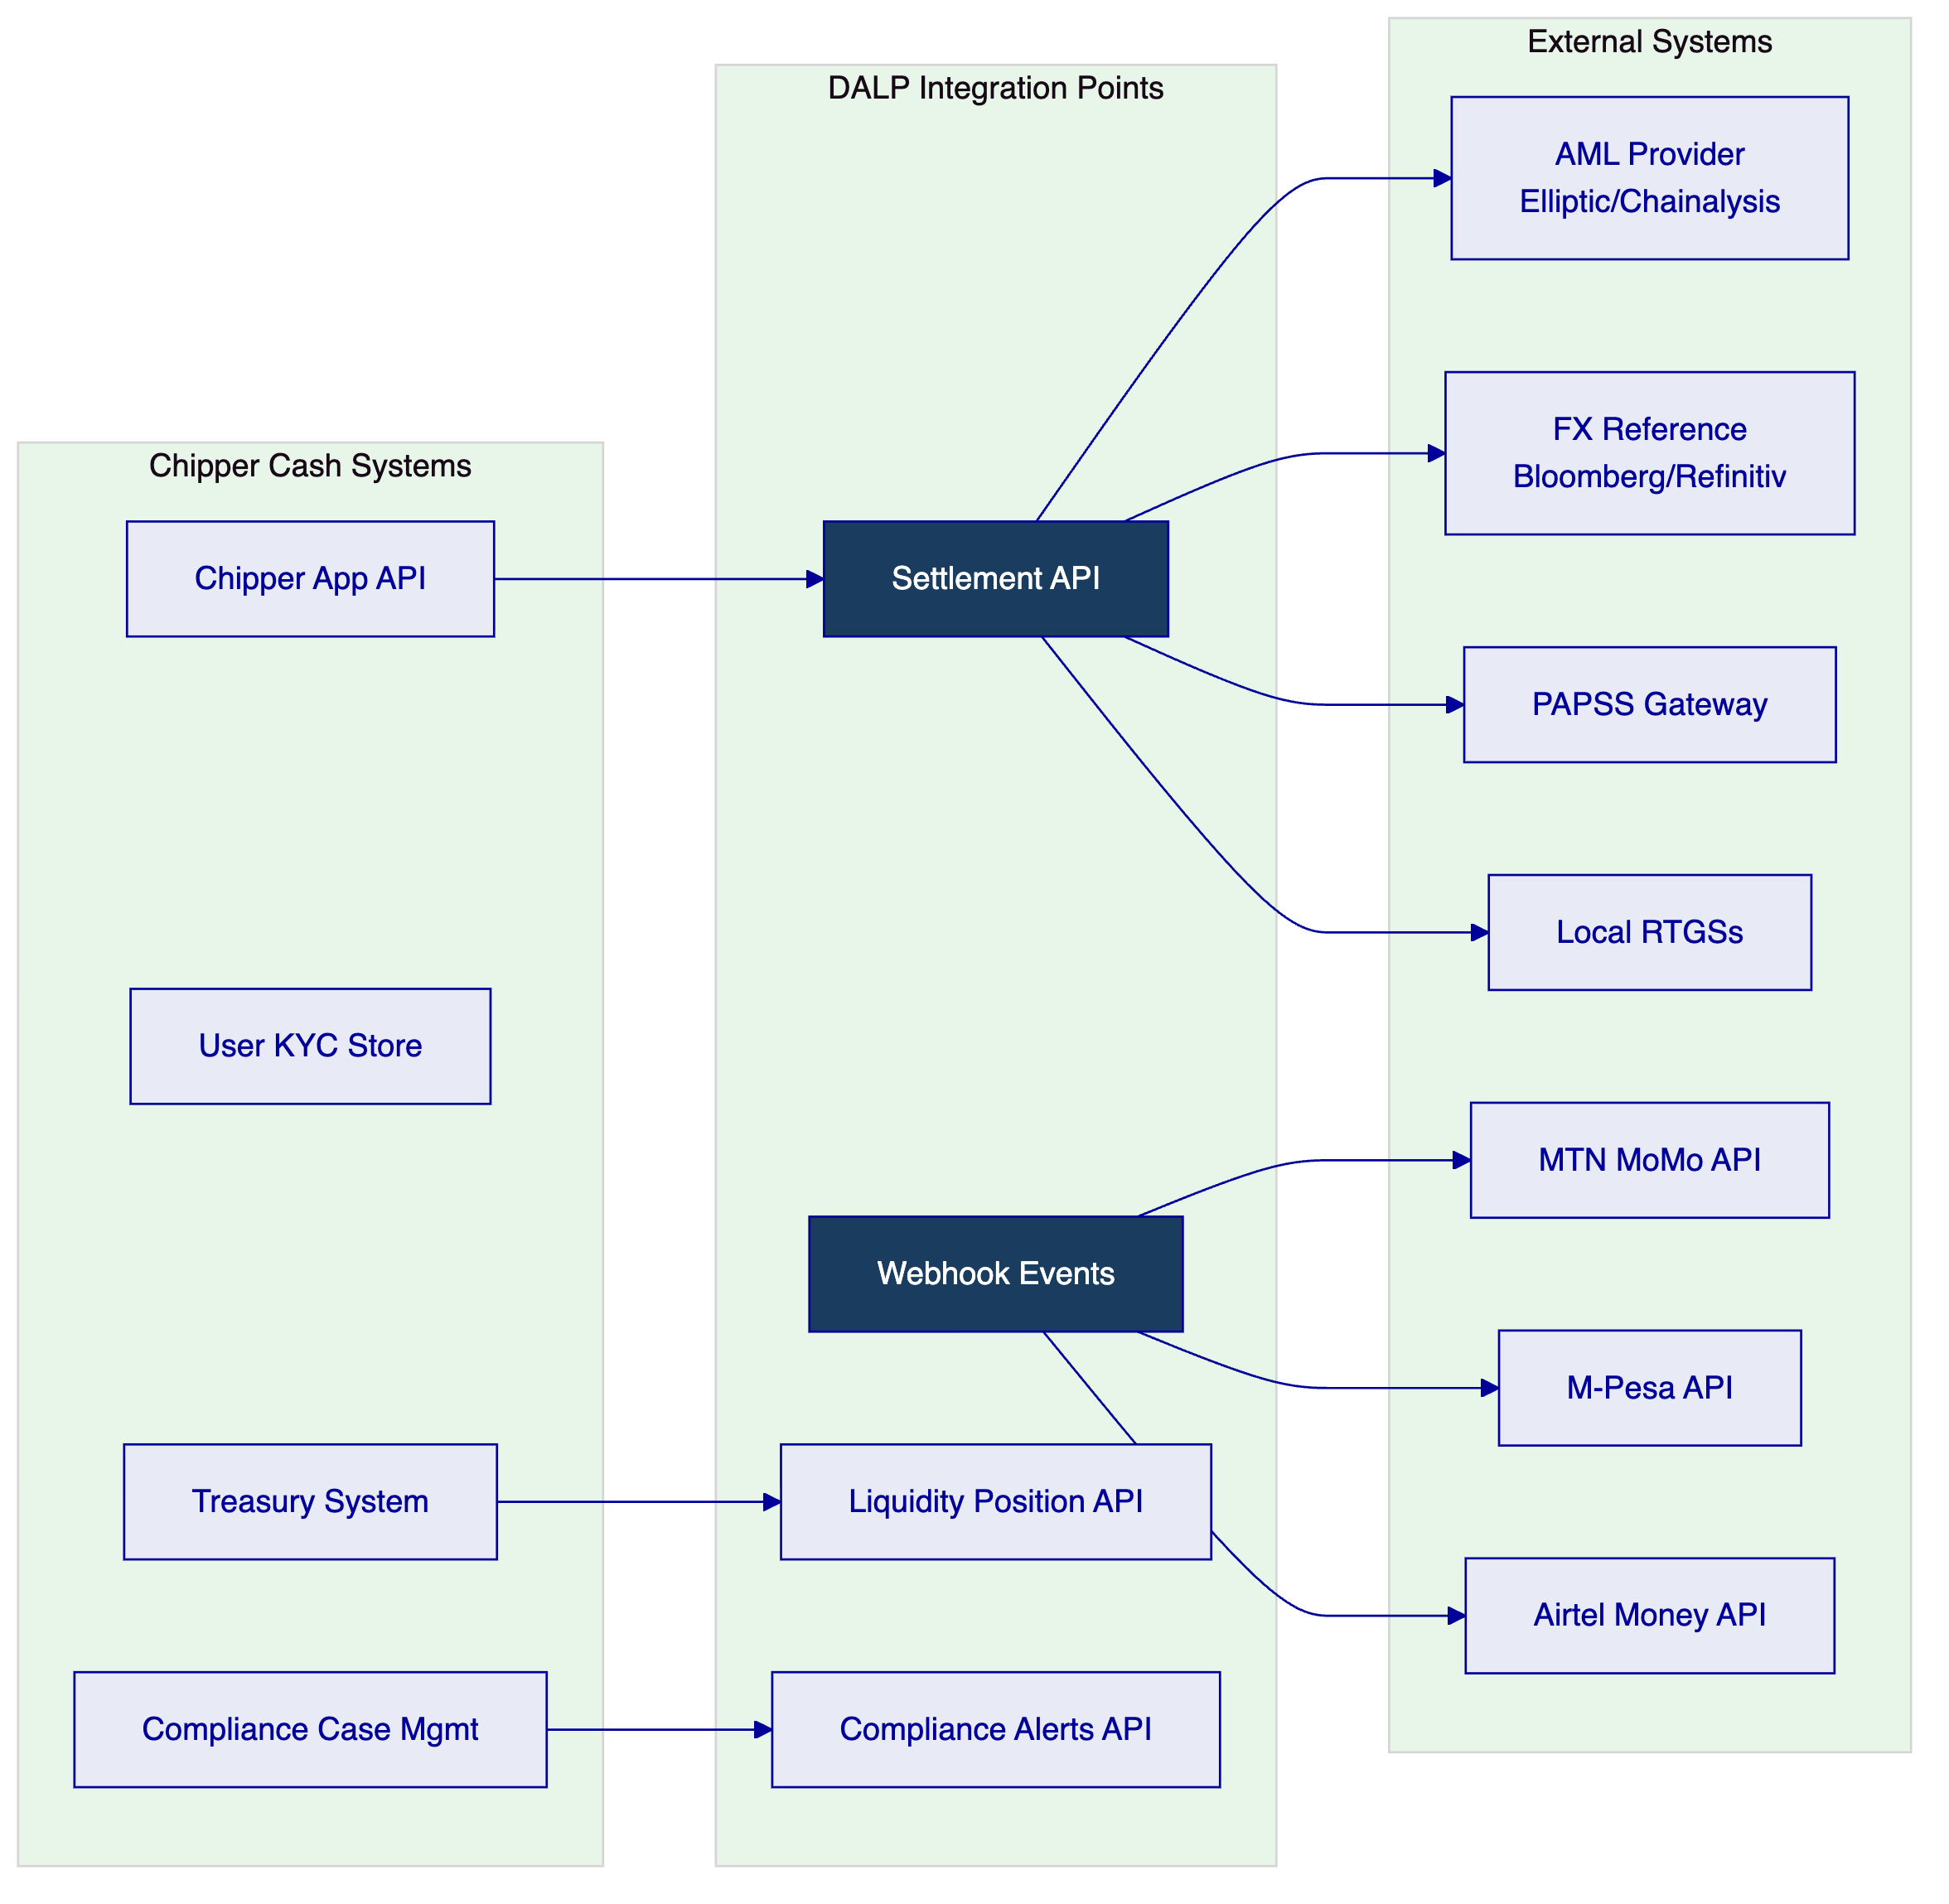 Chipper Cash Systems
Chipper App API
User KYC Store
Treasury System
Compliance Case Mgmt
DALP Integration Points
Settlement API
Webhook Events
Liquidity Position API
Compliance Alerts API
External Systems
AML Provider
Elliptic/Chainalysis
FX Reference
Bloomberg/Refinitiv
PAPSS Gateway
Local RTGSs
MTN MoMo API
M-Pesa API
Airtel Money API